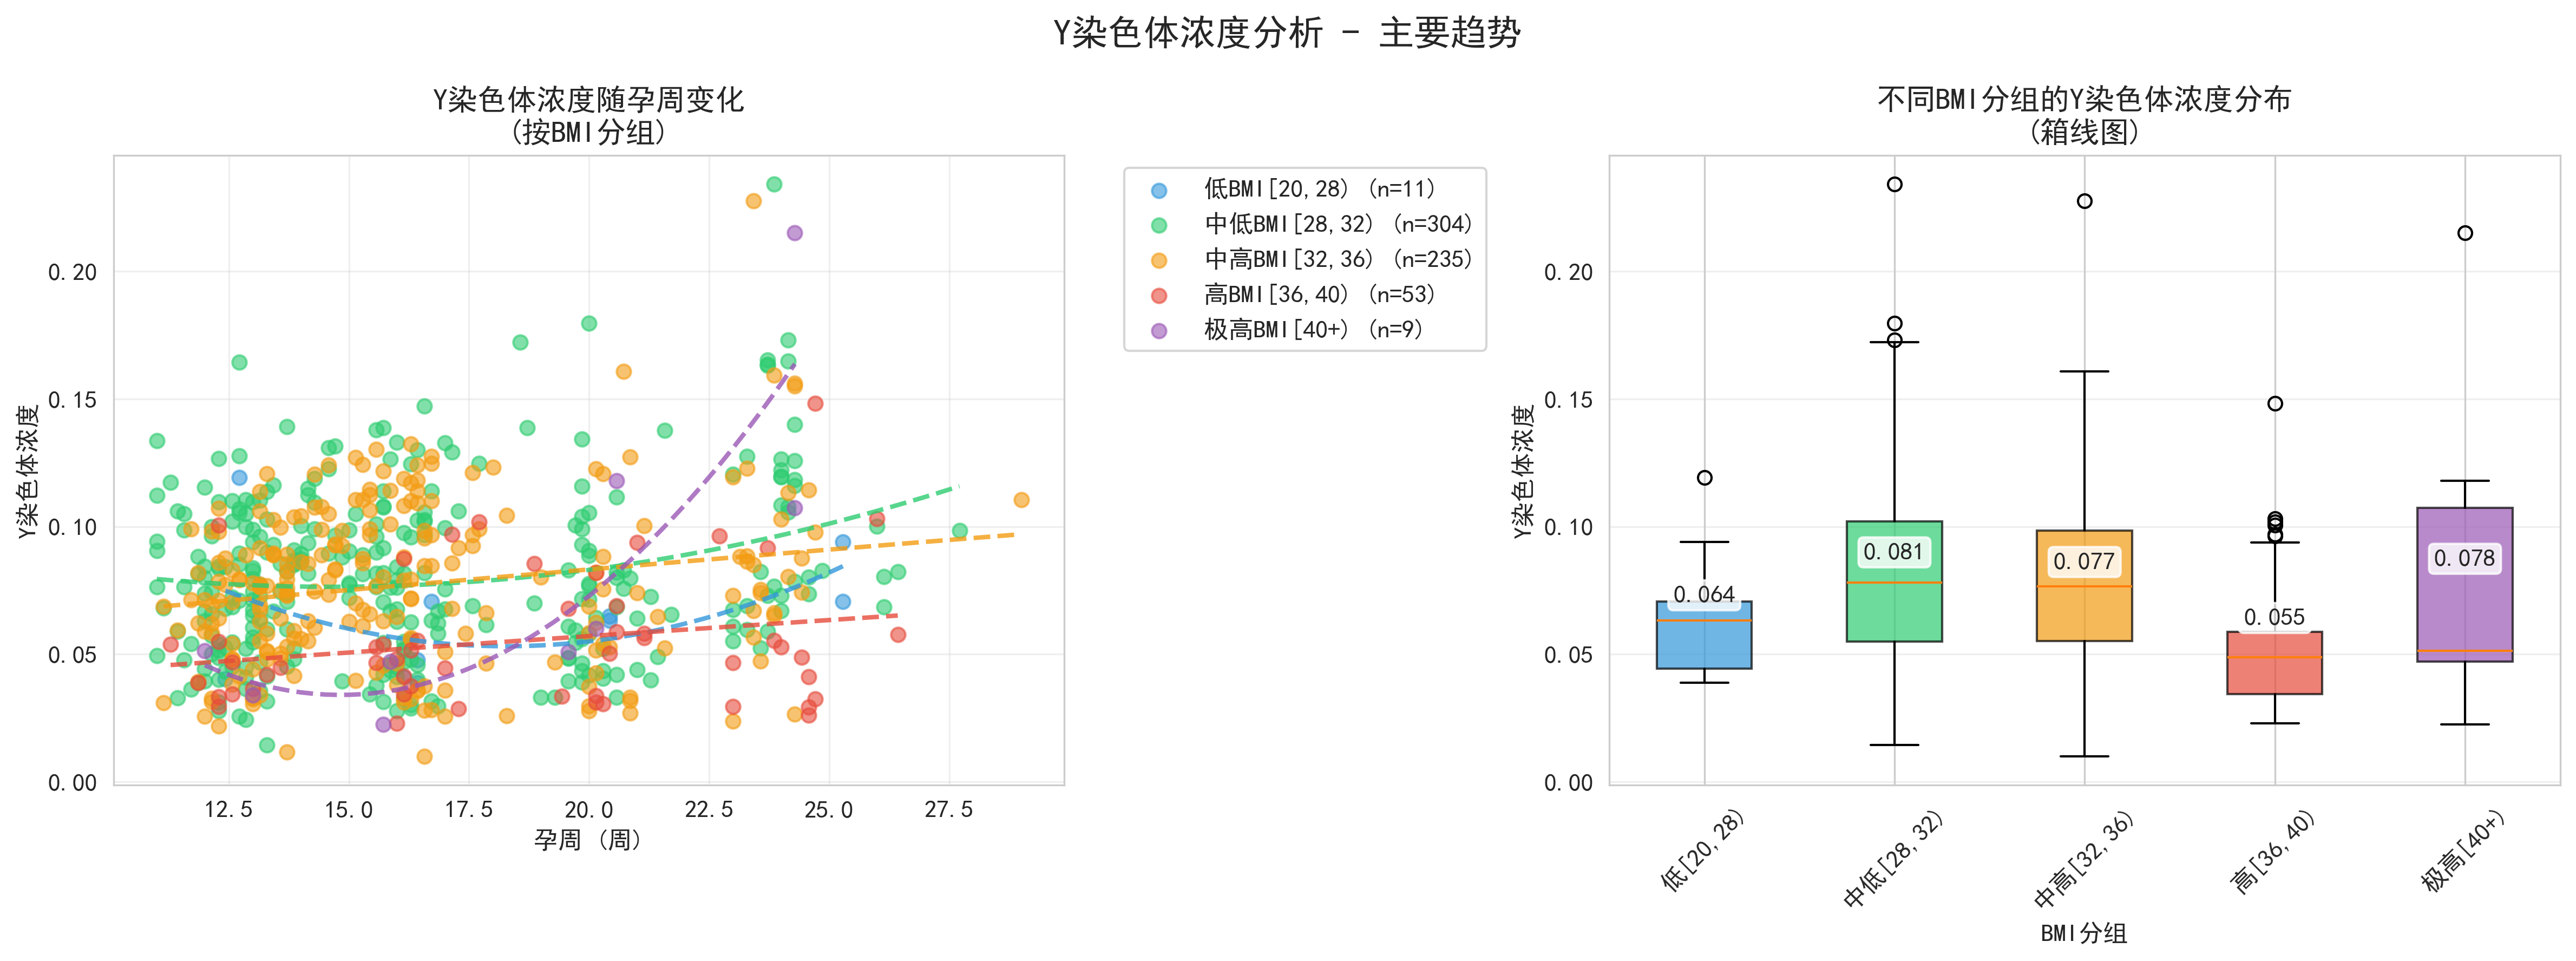 Y染色体浓度分析 - 主要趋势
Y染色体浓度随孕周变化
(按BMI分组)
Y染色体浓度
0.20
0.15
0.10
0.05
0.00
12.5 15.0 17.5 20.0 22.5 25.0 27.5
孕周 (周)
低BMI[20,28) (n=11)
中低BMI[28,32) (n=304)
中高BMI[32,36) (n=235)
高BMI[36,40) (n=53)
极高BMI[40+) (n=9)
不同BMI分组的Y染色体浓度分布
(箱线图)
Y染色体浓度
0.20
0.15
0.10
0.05
0.00
0.064
0.081
0.077
0.055
0.078
低[20,28)
中低[28,32)
中高[32,36)
高[36,40)
极高[40+)
BMI分组